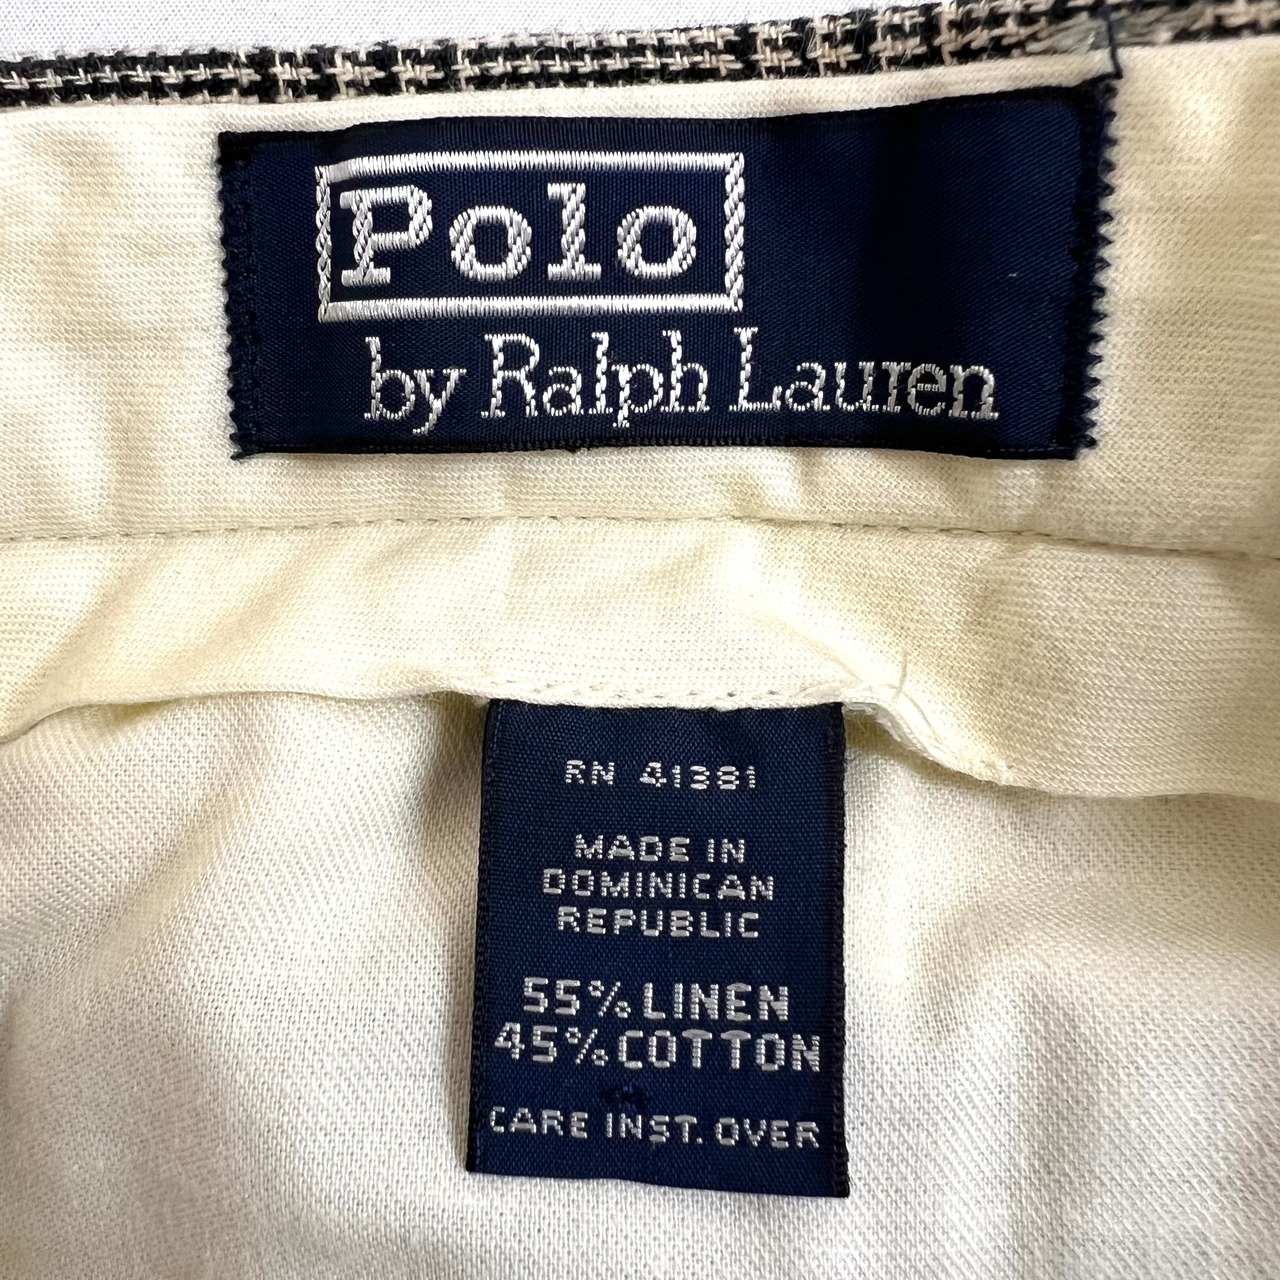 Polo
by Ralph Lauren
RN 41381
MADE IN
DOMINICAN
REPUBLIC
55% LINEN
45% COTTON
CARE INST. OVER